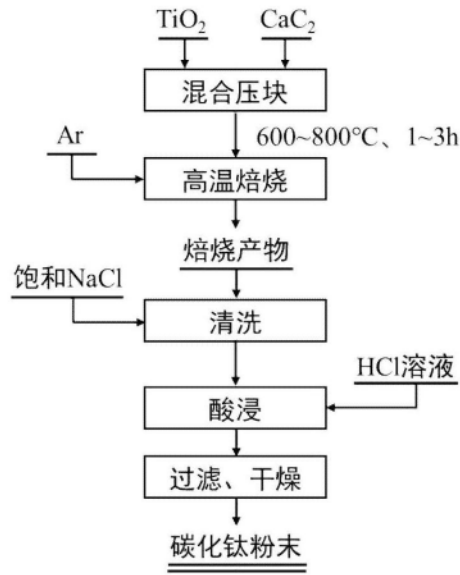 TiO₂ CaC₂
混合压块
600~800℃、1~3h
Ar
高温焙烧
焙烧产物
饱和NaCl
清洗
HCl溶液
酸浸
过滤、干燥
碳化钛粉末